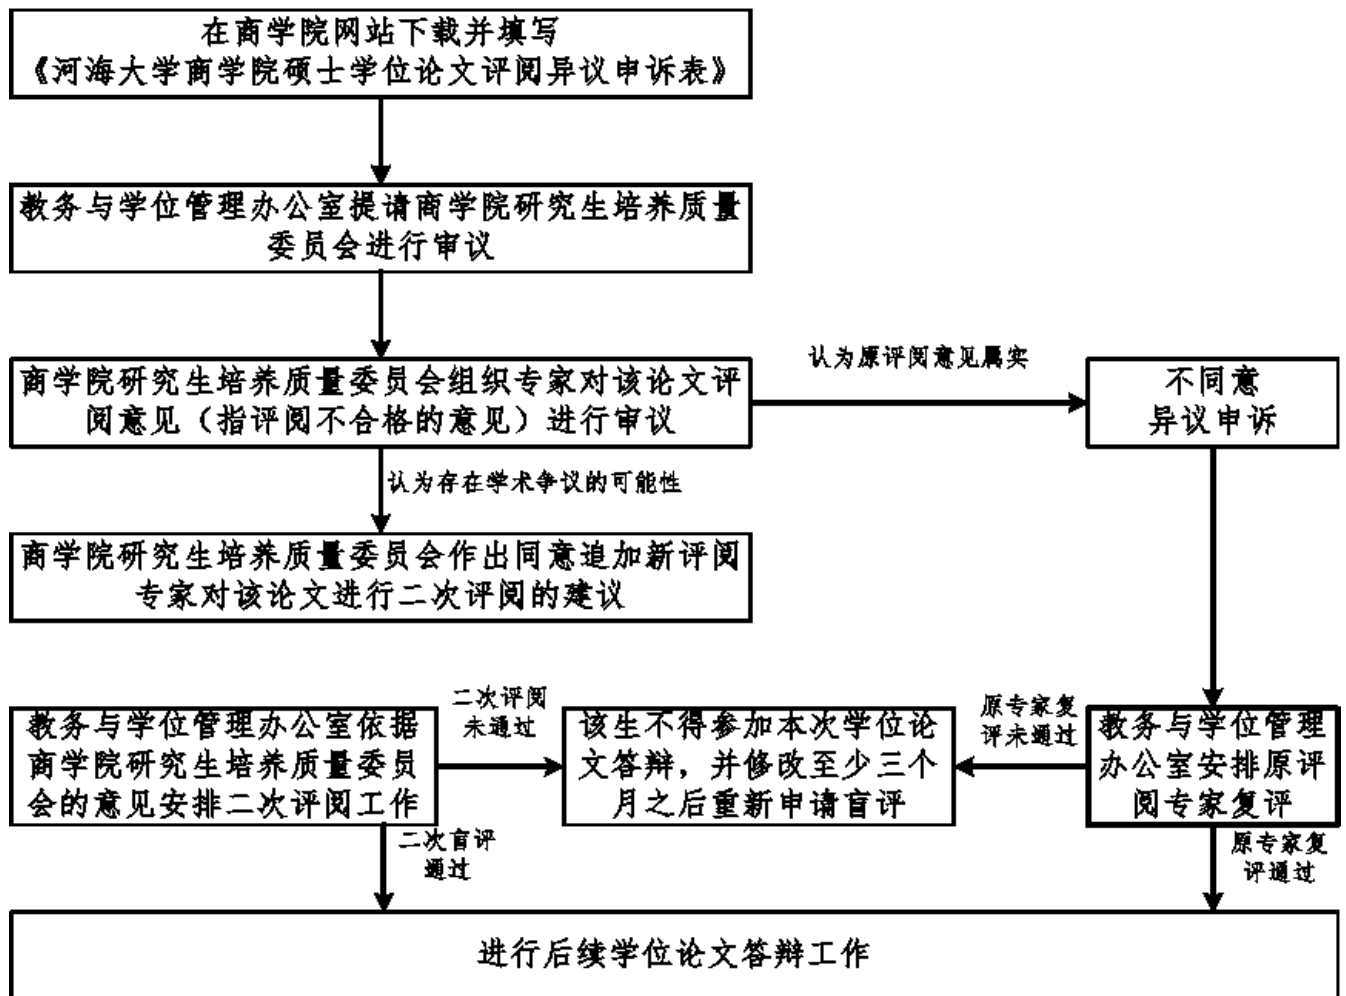 在商学院网站下载并填写
《河海大学商学院硕士学位论文评阅异议申诉表》
教务与学位管理办公室提请商学院研究生培养质量
委员会进行审议
商学院研究生培养质量委员会组织专家对该论文评
阅意见（指评阅不合格的意见）进行审议
认为原评阅意见属实
不同意
异议申诉
认为存在学术争议的可能性
商学院研究生培养质量委员会作出同意追加新评阅
专家对该论文进行二次评阅的建议
教务与学位管理办公室依据
商学院研究生培养质量委员
会的意见安排二次评阅工作
二次评阅
未通过
该生不得参加本次学位论
文答辩，并修改至少三个
月之后重新申请盲评
原专家复
评未通过
教务与学位管理
办公室安排原评
阅专家复评
二次盲评
通过
原专家复
评通过
进行后续学位论文答辩工作